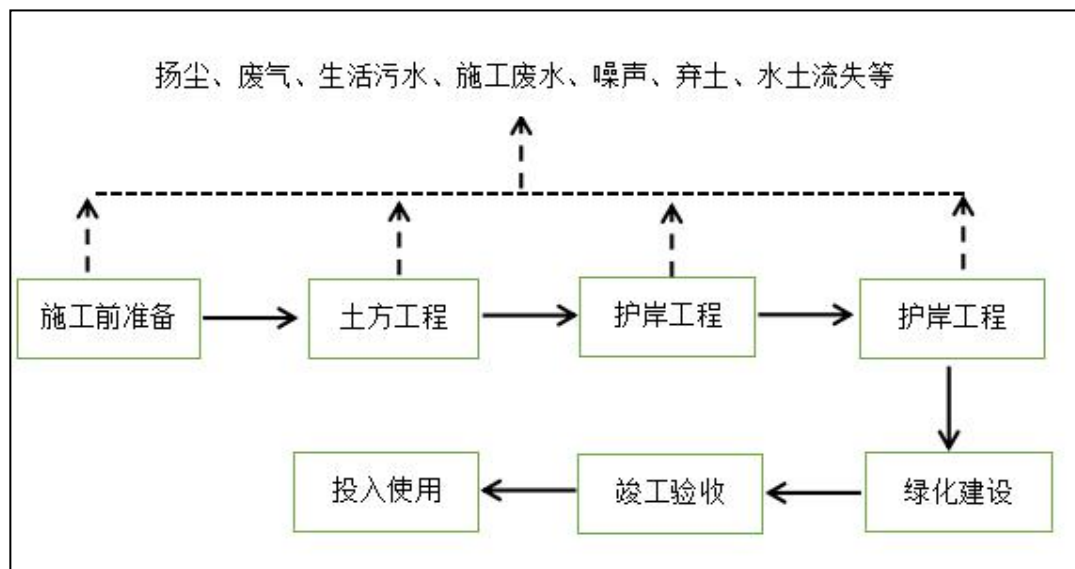 扬尘、废气、生活污水、施工废水、噪声、弃土、水土流失等
施工前准备
土方工程
护岸工程
护岸工程
绿化建设
竣工验收
投入使用